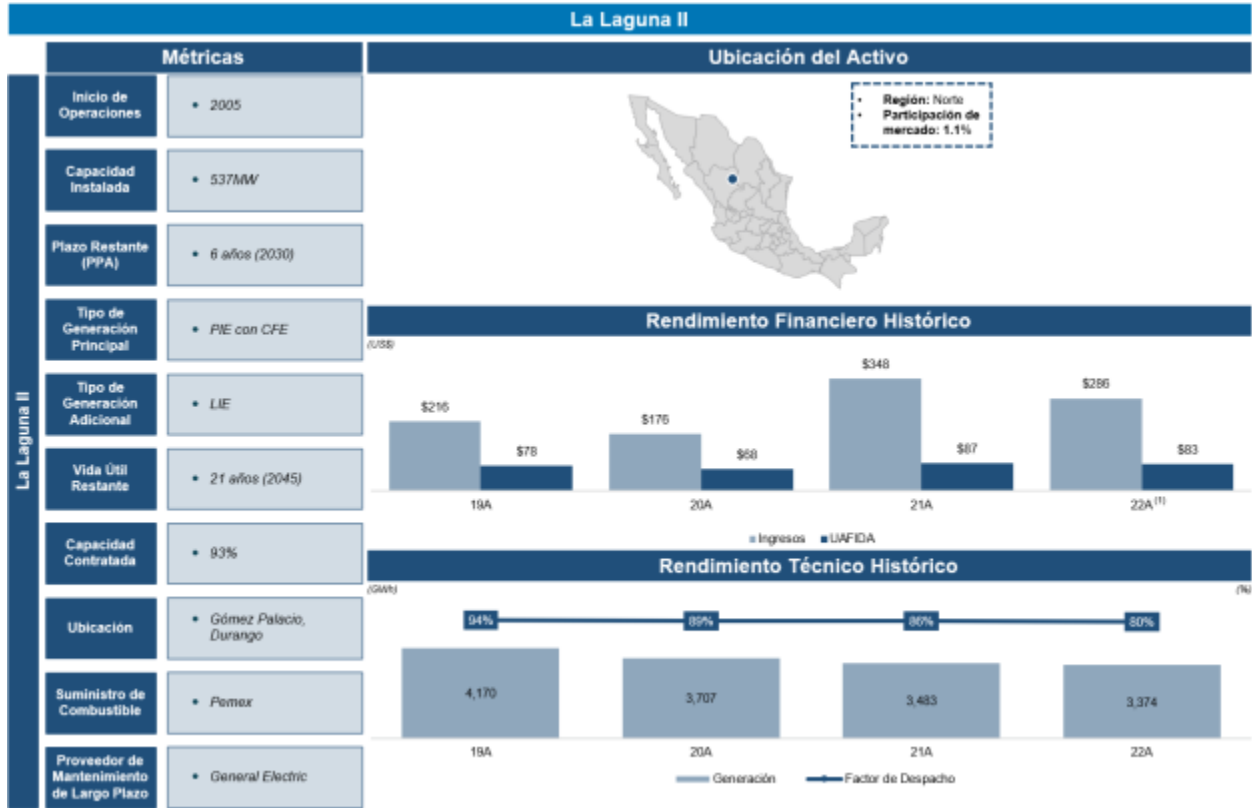 La Laguna II
Métricas
La Laguna II
Inicio de
Operaciones
• 2005
Capacidad
Instalada
• 537MW
Plazo Restante
(PPA)
• 6 años (2030)
Tipo de
Generación
Principal
• PIE con CFE
Tipo de
Generación
Adicional
• LIE
Vida Útil
Restante
• 21 años (2045)
Capacidad
Contratada
• 93%
Ubicación
• Gómez Palacio,
Durango
Suministro de
Combustible
• Pemex
Proveedor de
Mantenimiento
de Largo Plazo
• General Electric
Ubicación del Activo
• Región: Norte
• Participación de
mercado: 1.1%
Rendimiento Financiero Histórico
(US$)
$216
$78
$176
$68
$348
$87
$286
$83
19A
20A
21A
22A (1)
Ingresos
UAFIDA
Rendimiento Técnico Histórico
(GWh)
(%)
94%
89%
86%
80%
4,170
3,707
3,483
3,374
19A
20A
21A
22A
Generación
Factor de Despacho